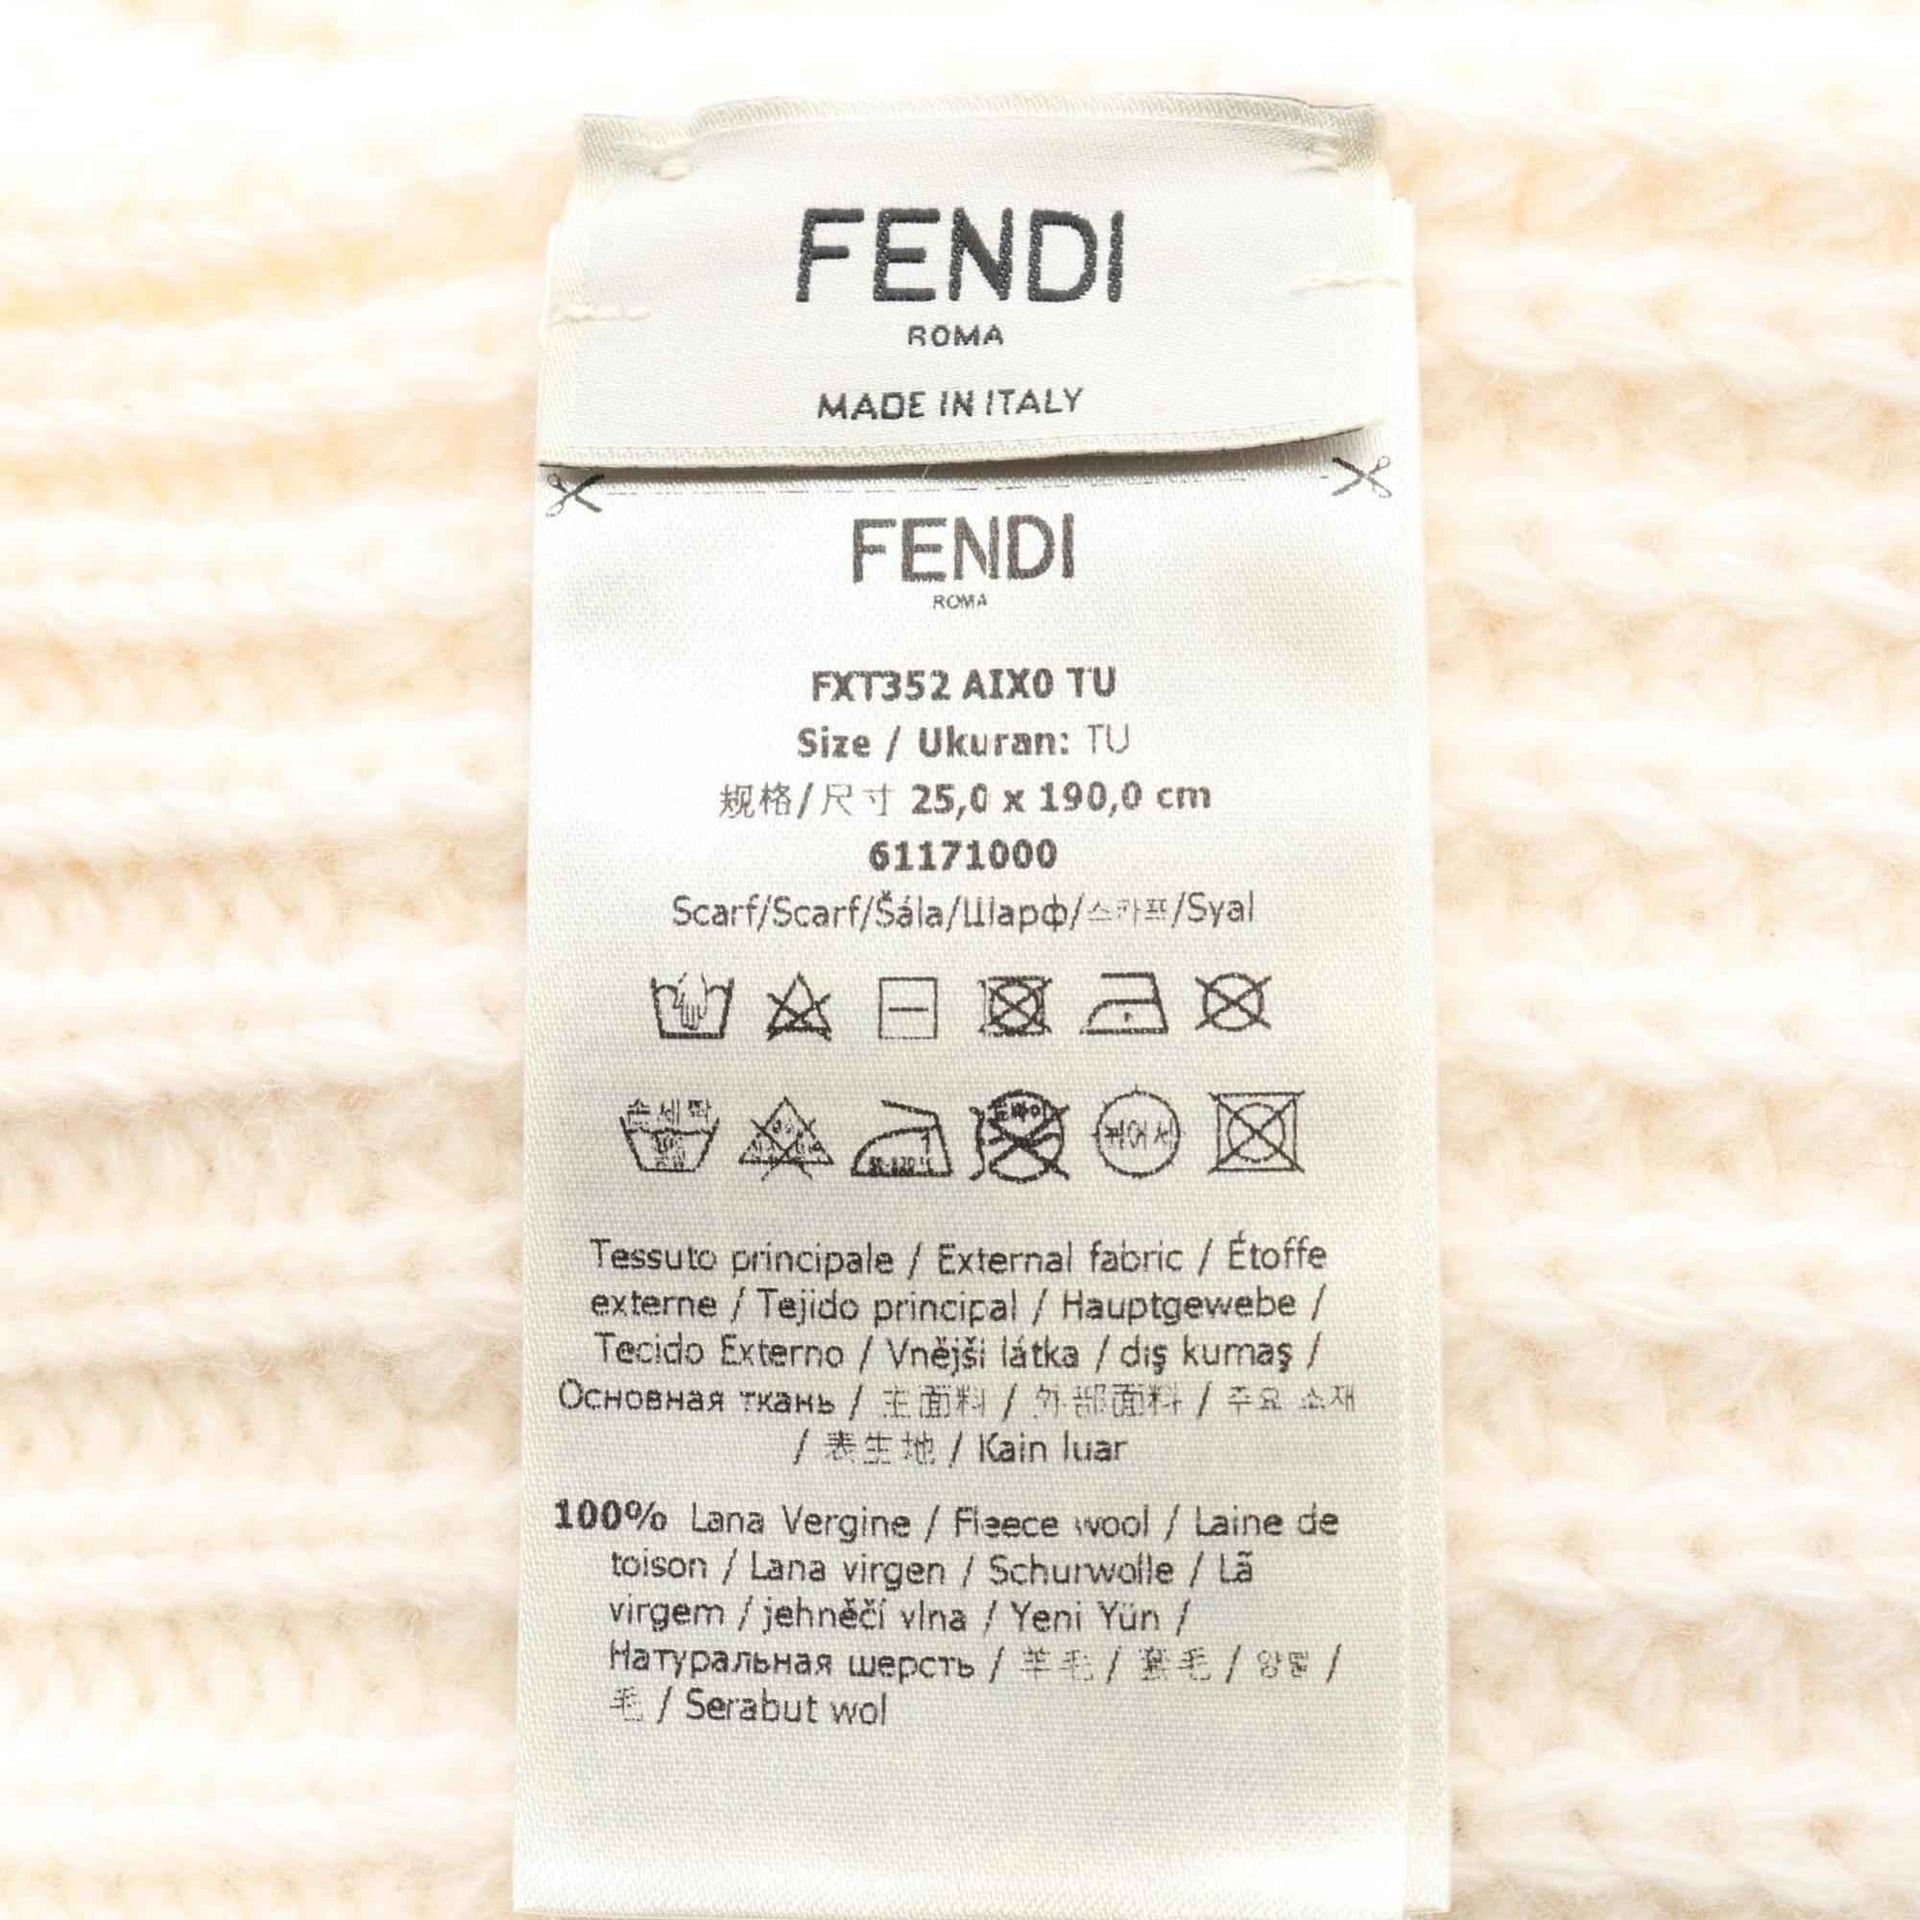 FENDI
ROMA
MADE IN ITALY
FENDI
ROMA
FXT352 AIX0 TU
Size / Ukuran: TU
规格/尺寸 25,0 x 190,0 cm
61171000
Scarf/Scarf/Šála/Шарф/스카프/Syal
손세탁
Tessuto principale / External fabric / Étoffe
externe / Tejido principal / Hauptgewebe /
Tecido Externo / Vnější látka / dış kumaş /
Основная ткань / 主面料 / 外部面料 / 주요 소재
/ 表生地 / Kain luar
100% Lana Vergine / Fleece wool / Laine de
toison / Lana virgen / Schurwolle / Lã
virgem / jehněčí vlna / Yeni Yün /
Натуральная шерсть / 羊毛 / 毛 / 양털 /
毛 / Serabut wol